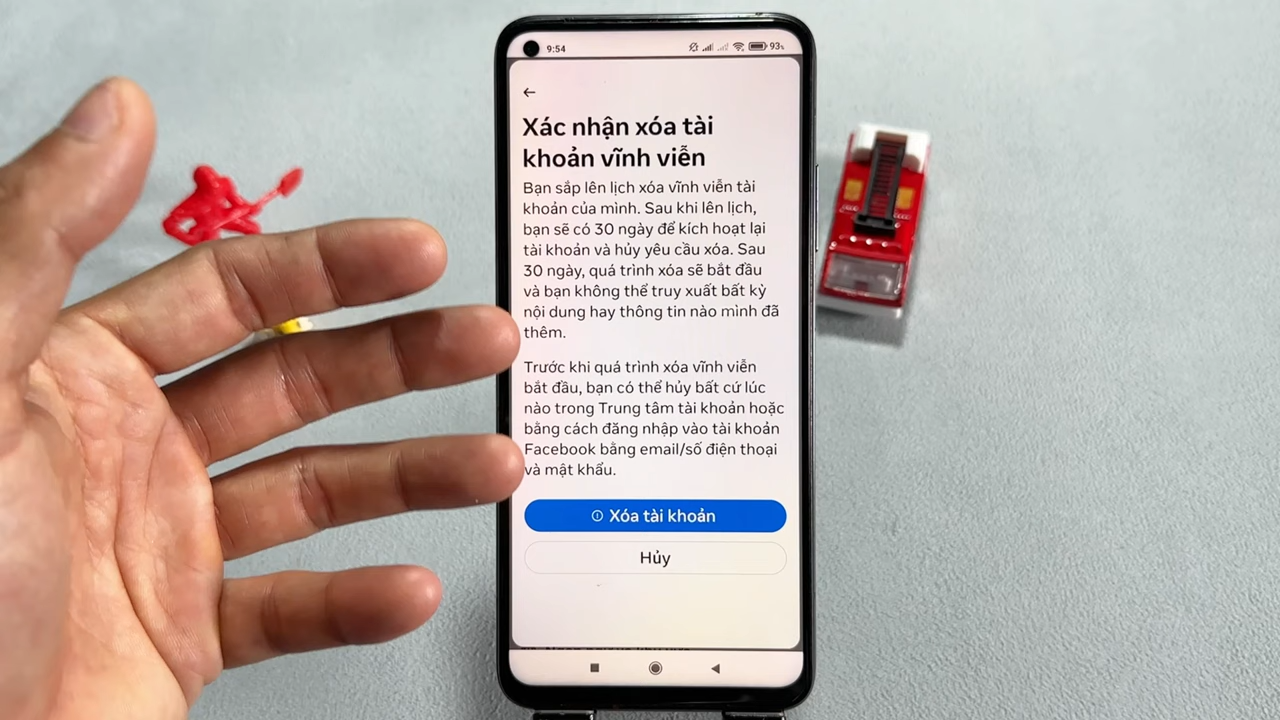 9:54
93%
Xác nhận xóa tài
khoản vĩnh viễn
Bạn sắp lên lịch xóa vĩnh viễn tài
khoản của mình. Sau khi lên lịch,
bạn sẽ có 30 ngày để kích hoạt lại
tài khoản và hủy yêu cầu xóa. Sau
30 ngày, quá trình xóa sẽ bắt đầu
và bạn không thể truy xuất bất kỳ
nội dung hay thông tin nào mình đã
thêm.
Trước khi quá trình xóa vĩnh viễn
bắt đầu, bạn có thể hủy bất cứ lúc
nào trong Trung tâm tài khoản hoặc
bằng cách đăng nhập vào tài khoản
Facebook bằng email/số điện thoại
và mật khẩu.
Xóa tài khoản
Hủy